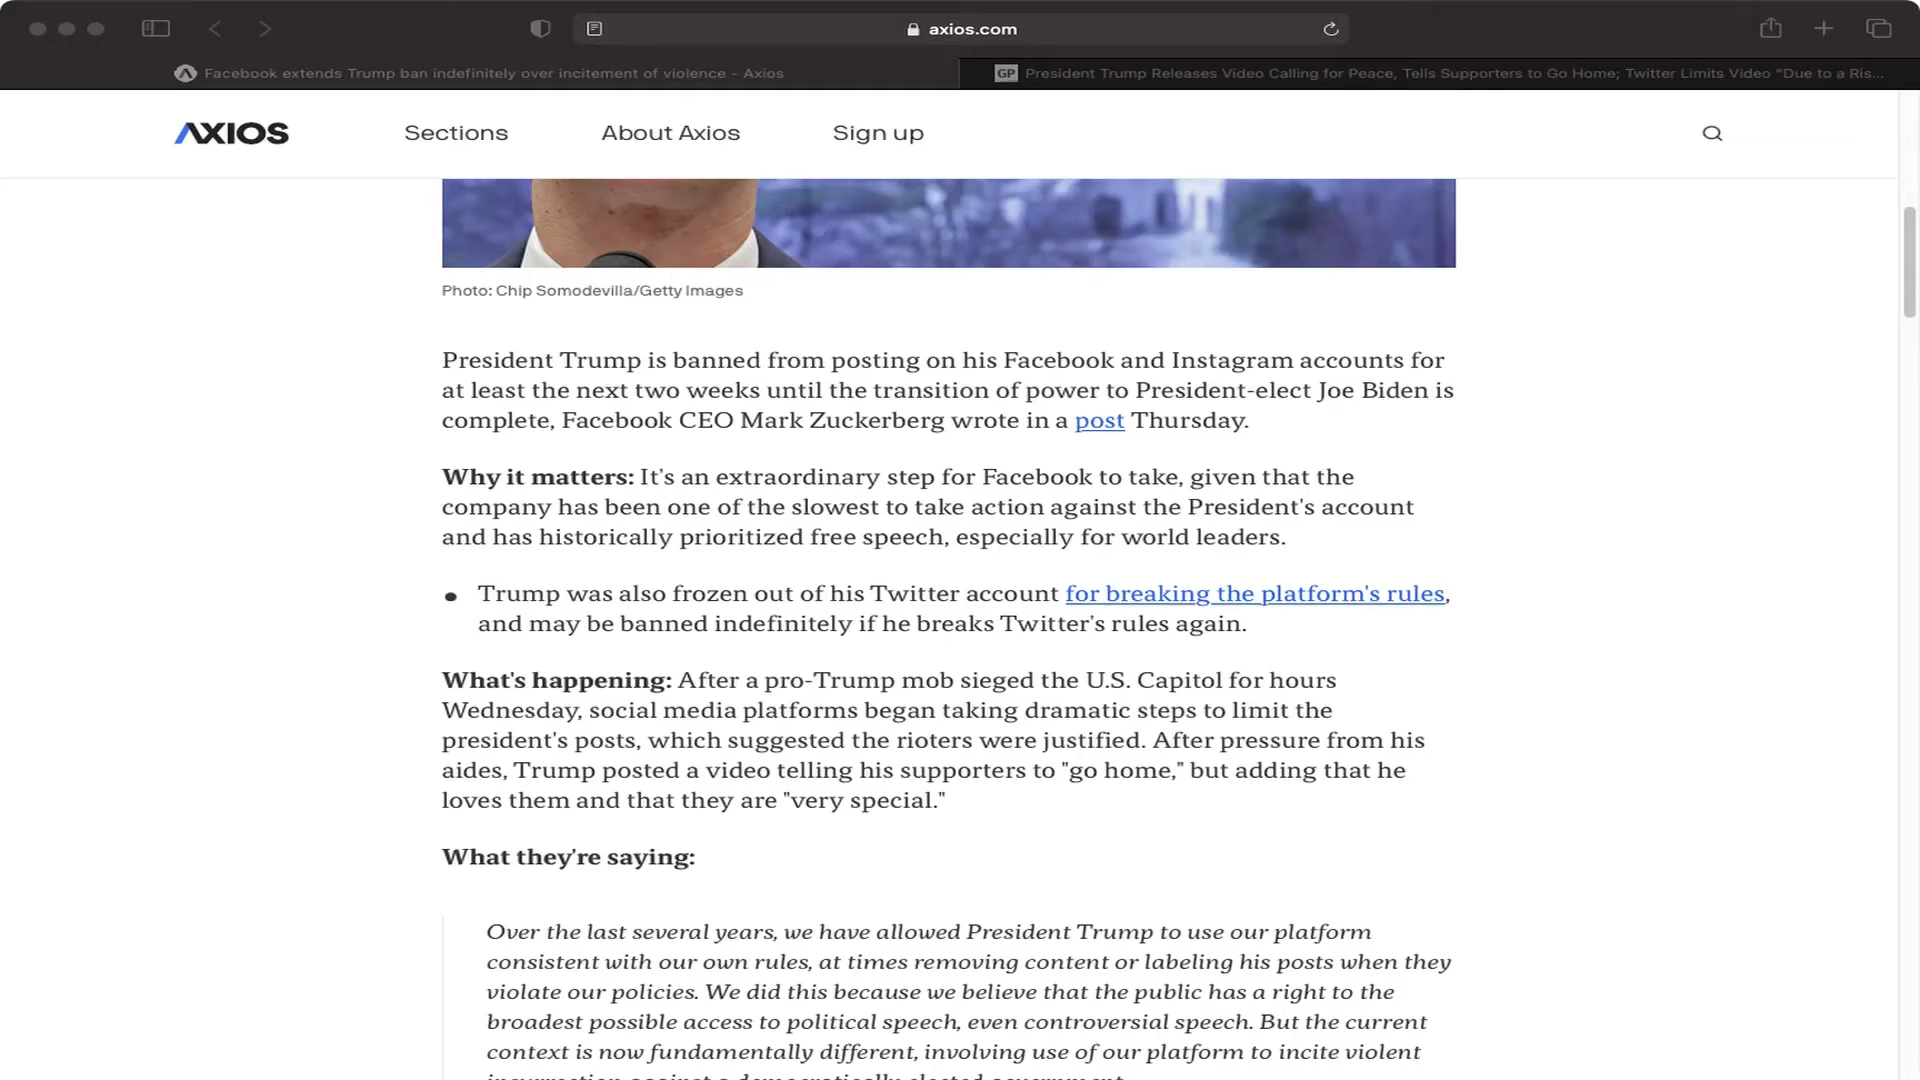 axios.com
Facebook extends Trump ban indefinitely over incitement of violence - Axios
GP President Trump Releases Video Calling for Peace, Tells Supporters to Go Home; Twitter Limits Video "Due to a Ris...
AXIOS Sections About Axios Sign up
Photo: Chip Somodevilla/Getty Images
President Trump is banned from posting on his Facebook and Instagram accounts for
at least the next two weeks until the transition of power to President-elect Joe Biden is
complete, Facebook CEO Mark Zuckerberg wrote in a post Thursday.
Why it matters: It's an extraordinary step for Facebook to take, given that the
company has been one of the slowest to take action against the President's account
and has historically prioritized free speech, especially for world leaders.
• Trump was also frozen out of his Twitter account for breaking the platform's rules,
and may be banned indefinitely if he breaks Twitter's rules again.
What's happening: After a pro-Trump mob sieged the U.S. Capitol for hours
Wednesday, social media platforms began taking dramatic steps to limit the
president's posts, which suggested the rioters were justified. After pressure from his
aides, Trump posted a video telling his supporters to "go home," but adding that he
loves them and that they are "very special."
What they're saying:
Over the last several years, we have allowed President Trump to use our platform
consistent with our own rules, at times removing content or labeling his posts when they
violate our policies. We did this because we believe that the public has a right to the
broadest possible access to political speech, even controversial speech. But the current
context is now fundamentally different, involving use of our platform to incite violent
insurrection against a democratically elected government.